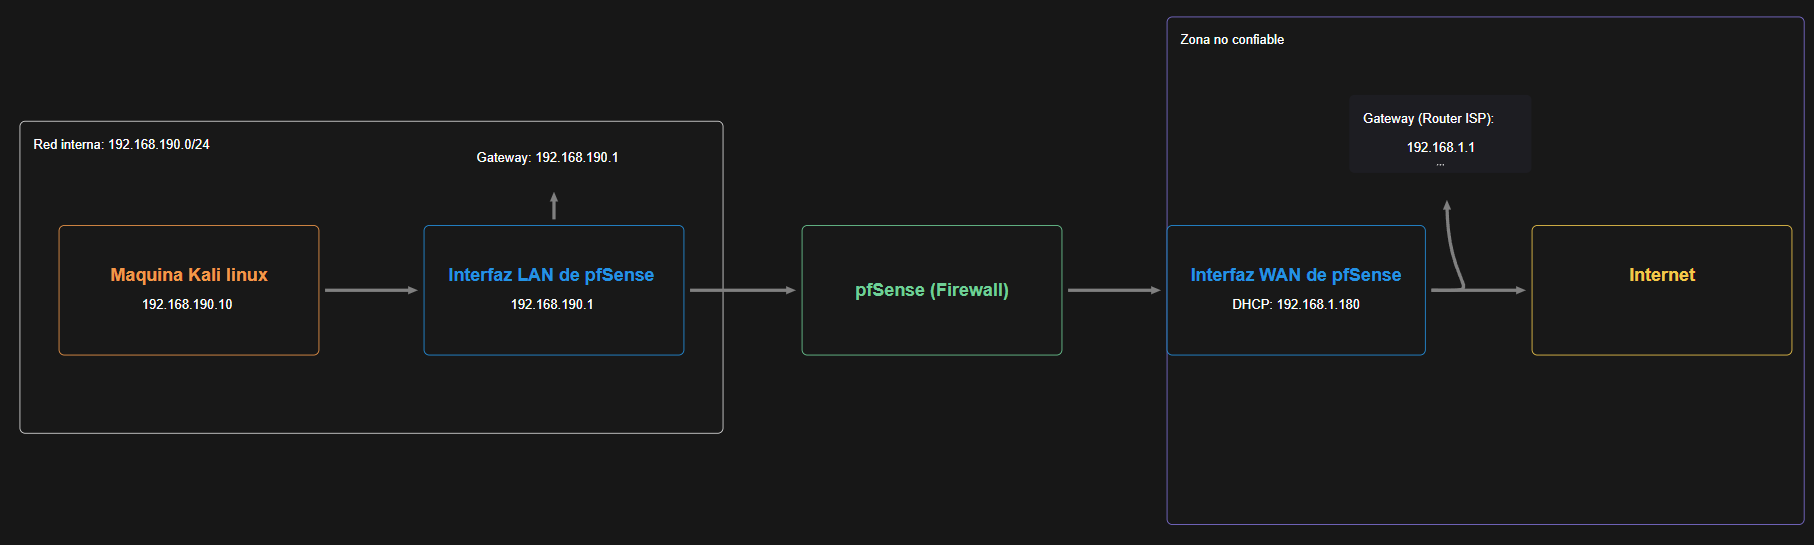 Zona no confiable
Gateway (Router ISP):
192.168.1.1
...
Red interna: 192.168.190.0/24
Gateway: 192.168.190.1
Maquina Kali linux
192.168.190.10
Interfaz LAN de pfSense
192.168.190.1
pfSense (Firewall)
Interfaz WAN de pfSense
DHCP: 192.168.1.180
Internet